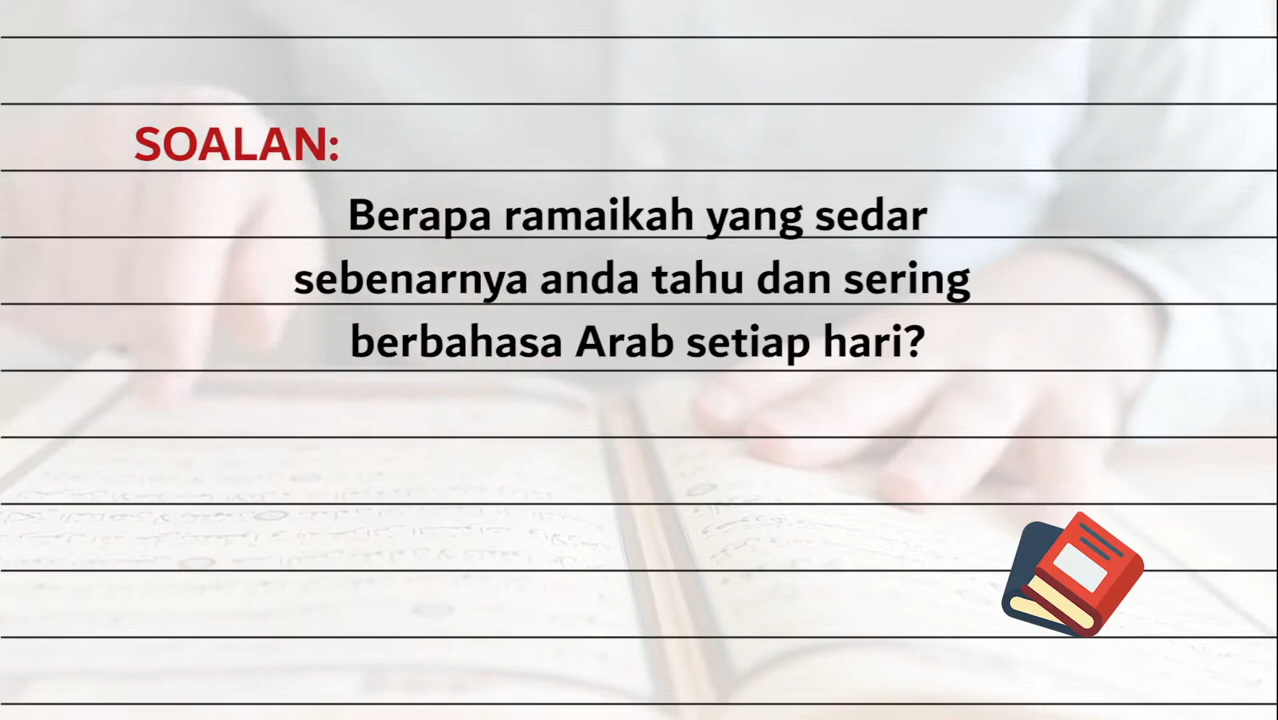 SOALAN:
Berapa ramaikah yang sedar
sebenarnya anda tahu dan sering
berbahasa Arab setiap hari?